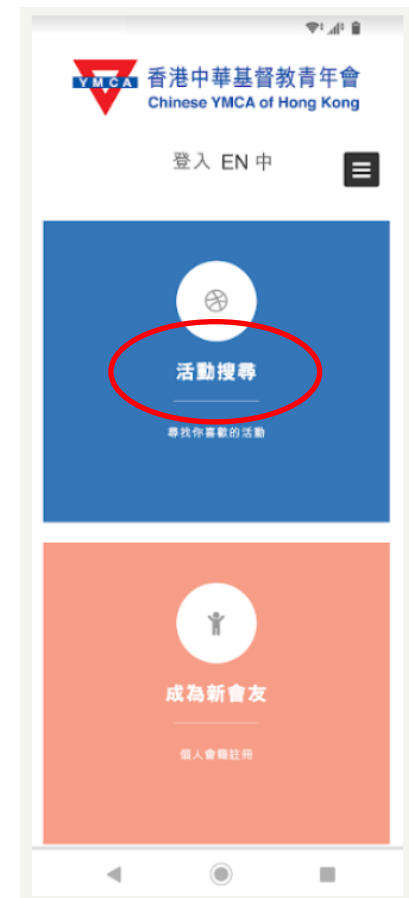 YMCA
香港中華基督教青年會
Chinese YMCA of Hong Kong
登入 EN 中
活動搜尋
尋找你喜歡的活動
成為新會友
個人會籍註冊